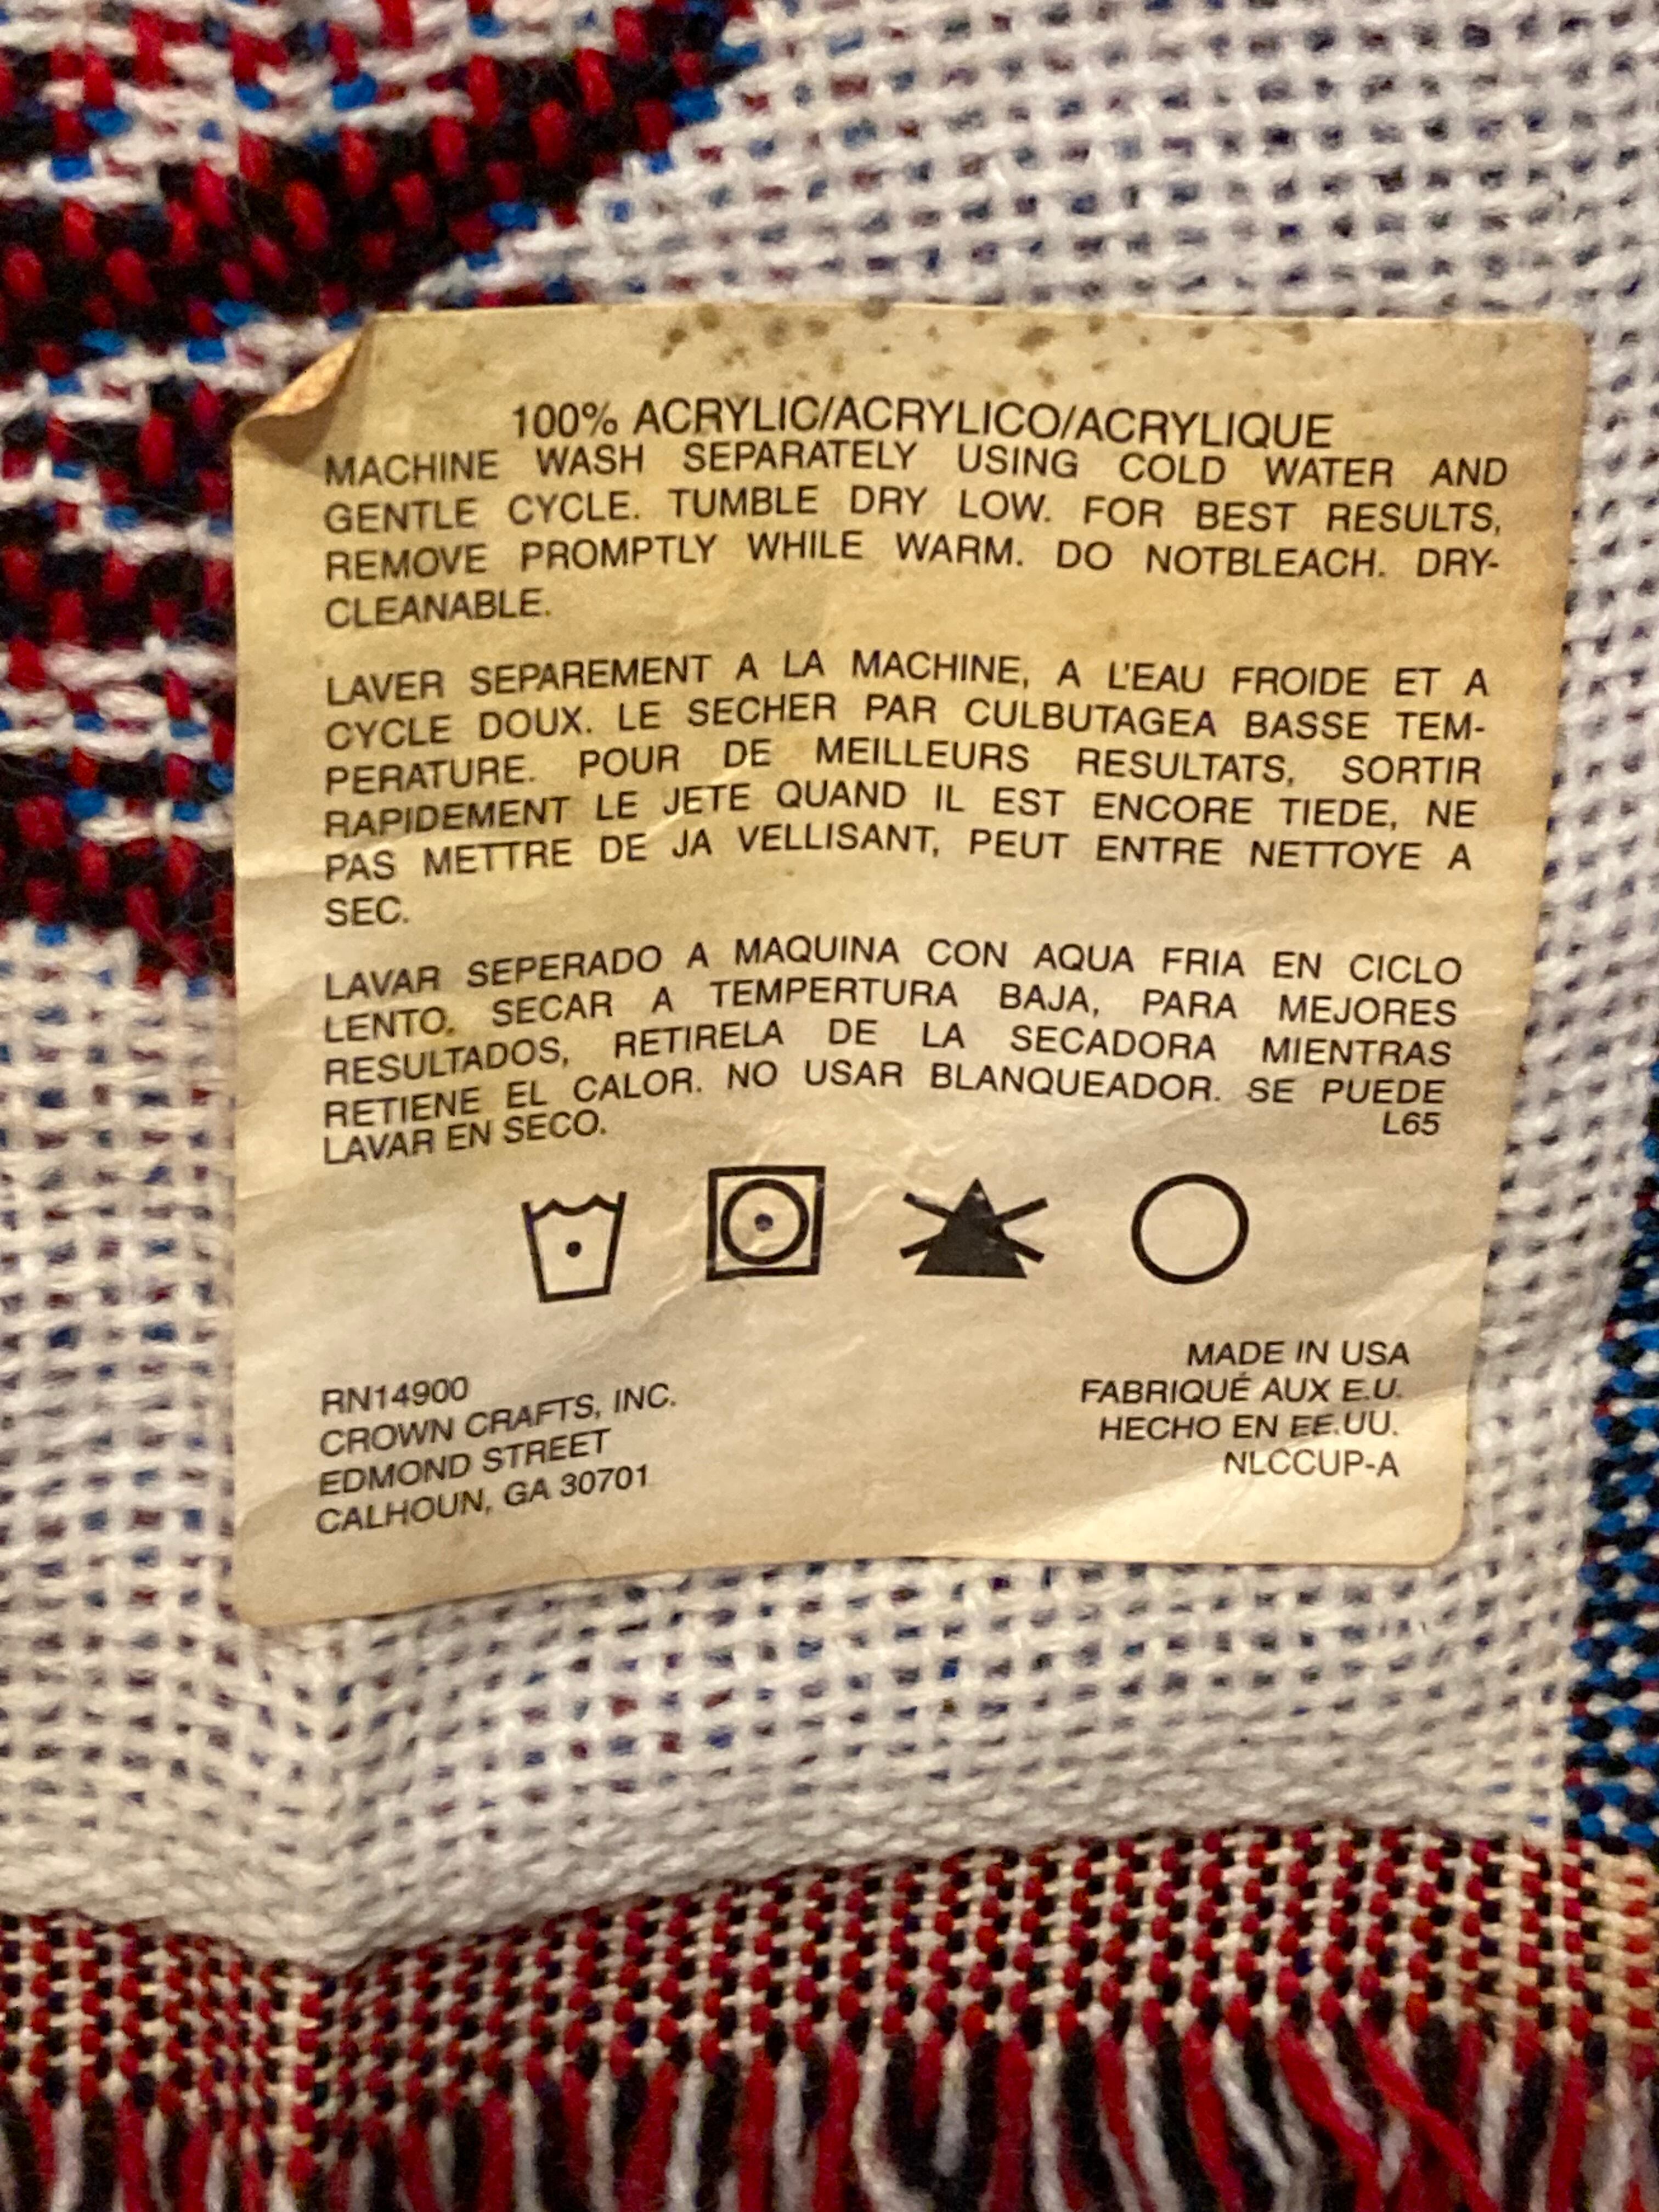 100% ACRYLIC/ACRYLICO/ACRYLIQUE
MACHINE WASH SEPARATELY USING COLD WATER AND
GENTLE CYCLE. TUMBLE DRY LOW. FOR BEST RESULTS,
REMOVE PROMPTLY WHILE WARM. DO NOTBLEACH. DRY-
CLEANABLE.
LAVER SEPAREMENT A LA MACHINE, A L'EAU FROIDE ET A
CYCLE DOUX. LE SECHER PAR CULBUTAGEA BASSE TEM-
PERATURE. POUR DE MEILLEURS RESULTATS, SORTIR
RAPIDEMENT LE JETE QUAND IL EST ENCORE TIEDE, NE
PAS METTRE DE JA VELLISANT, PEUT ENTRE NETTOYE A
SEC.
LAVAR SEPERADO A MAQUINA CON AQUA FRIA EN CICLO
LENTO. SECAR A TEMPERTURA BAJA, PARA MEJORES
RESULTADOS, RETIRELA DE LA SECADORA MIENTRAS
RETIENE EL CALOR. NO USAR BLANQUEADOR. SE PUEDE
LAVAR EN SECO. L65
RN14900
CROWN CRAFTS, INC.
EDMOND STREET
CALHOUN, GA 30701
MADE IN USA
FABRIQUÉ AUX E.U.
HECHO EN EE.UU.
NLCCUP-A